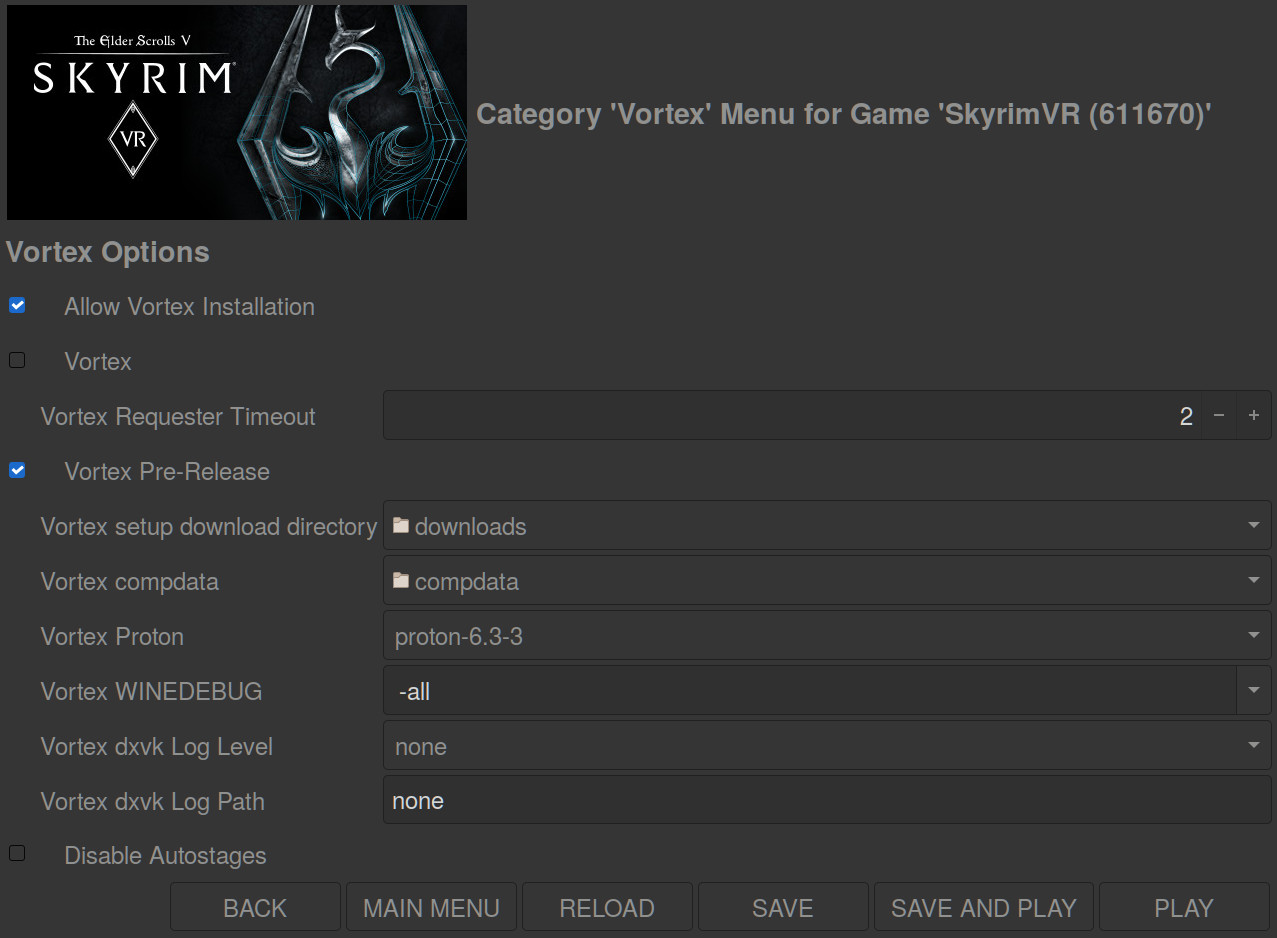 The Elder Scrolls V
SKYRIM
VR
Category 'Vortex' Menu for Game 'SkyrimVR (611670)'
Vortex Options
Allow Vortex Installation
Vortex
Vortex Requester Timeout 2 − +
Vortex Pre-Release
Vortex setup download directory downloads
Vortex compdata compdata
Vortex Proton proton-6.3-3
Vortex WINEDEBUG -all
Vortex dxvk Log Level none
Vortex dxvk Log Path none
Disable Autostages
BACK MAIN MENU RELOAD SAVE SAVE AND PLAY PLAY